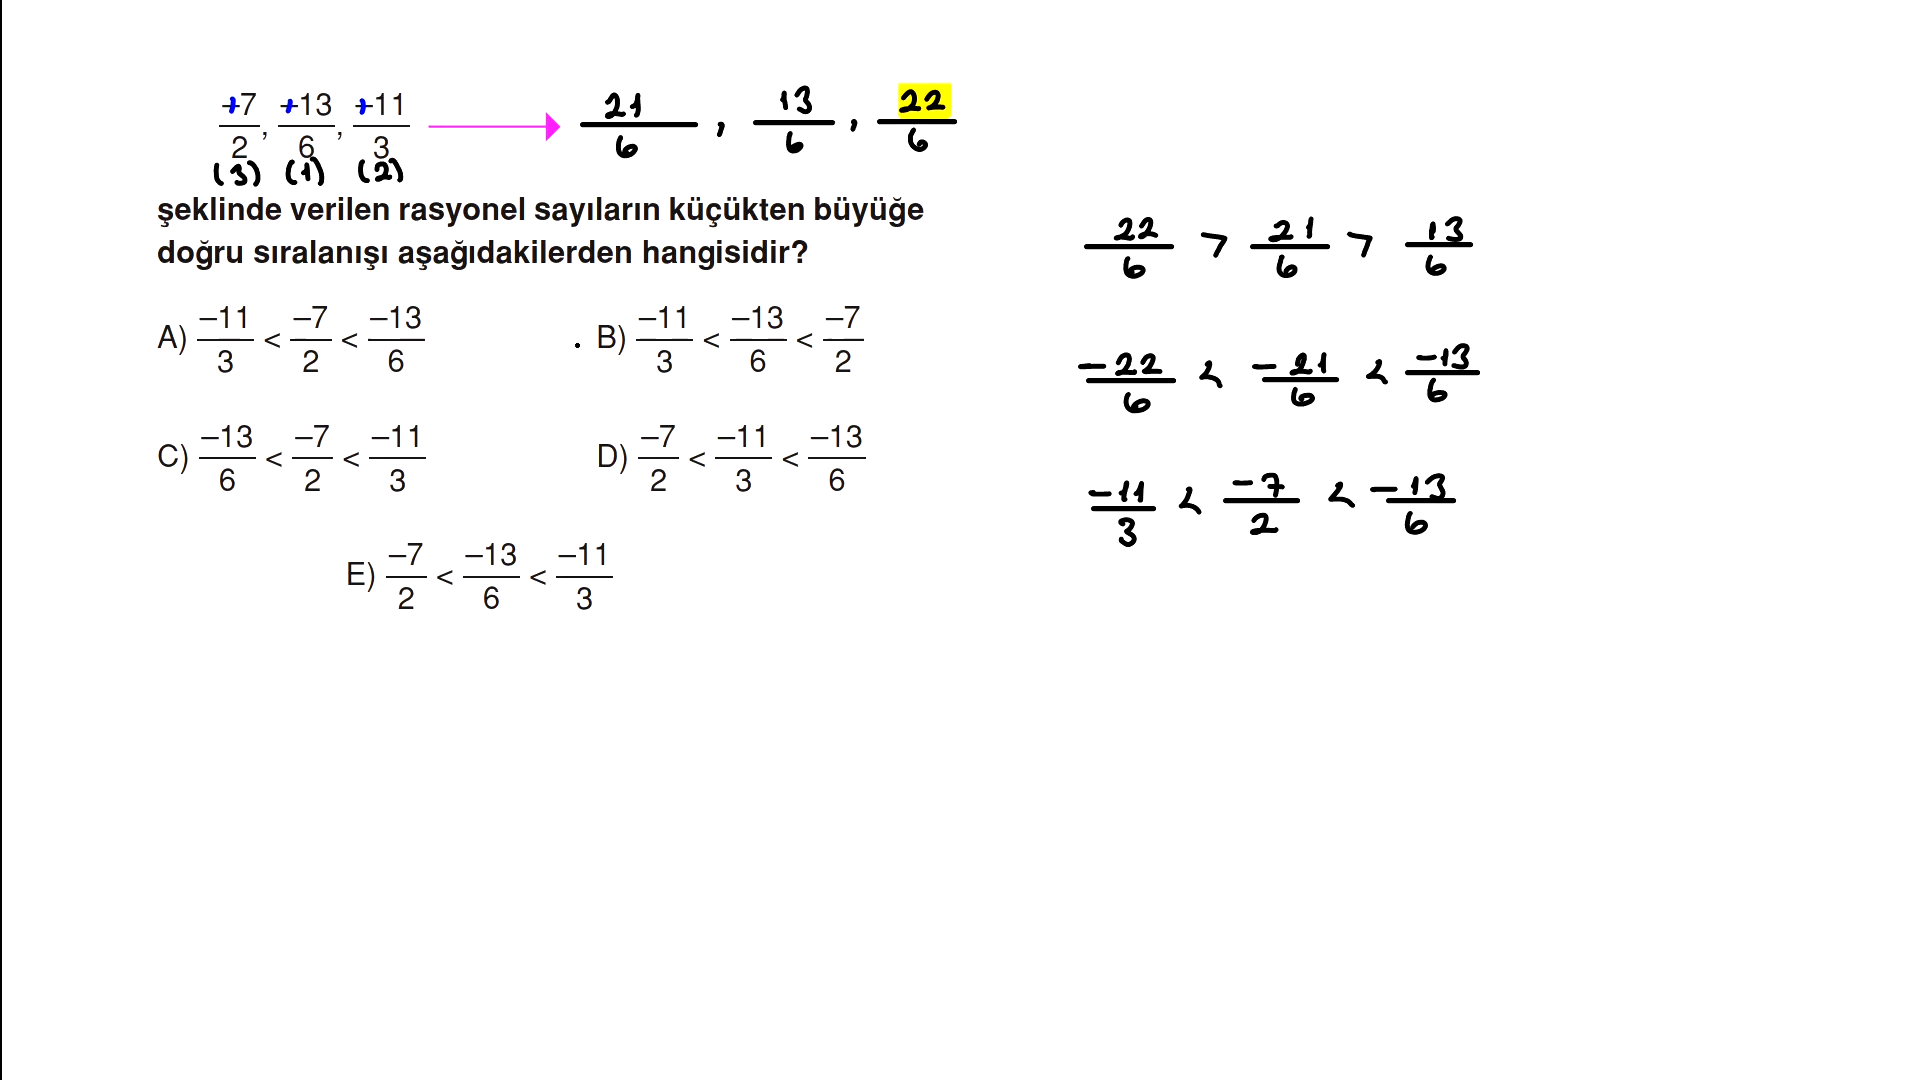 –7/2, –13/6, –11/3 → 21/6, 13/6, 22/6
(3) (1) (2)
şeklinde verilen rasyonel sayıların küçükten büyüğe
doğru sıralanışı aşağıdakilerden hangisidir?
A) –11/3 < –7/2 < –13/6
. B) –11/3 < –13/6 < –7/2
C) –13/6 < –7/2 < –11/3
D) –7/2 < –11/3 < –13/6
E) –7/2 < –13/6 < –11/3
22/6 > 21/6 > 13/6
–22/6 < –21/6 < –13/6
–11/3 < –7/2 < –13/6